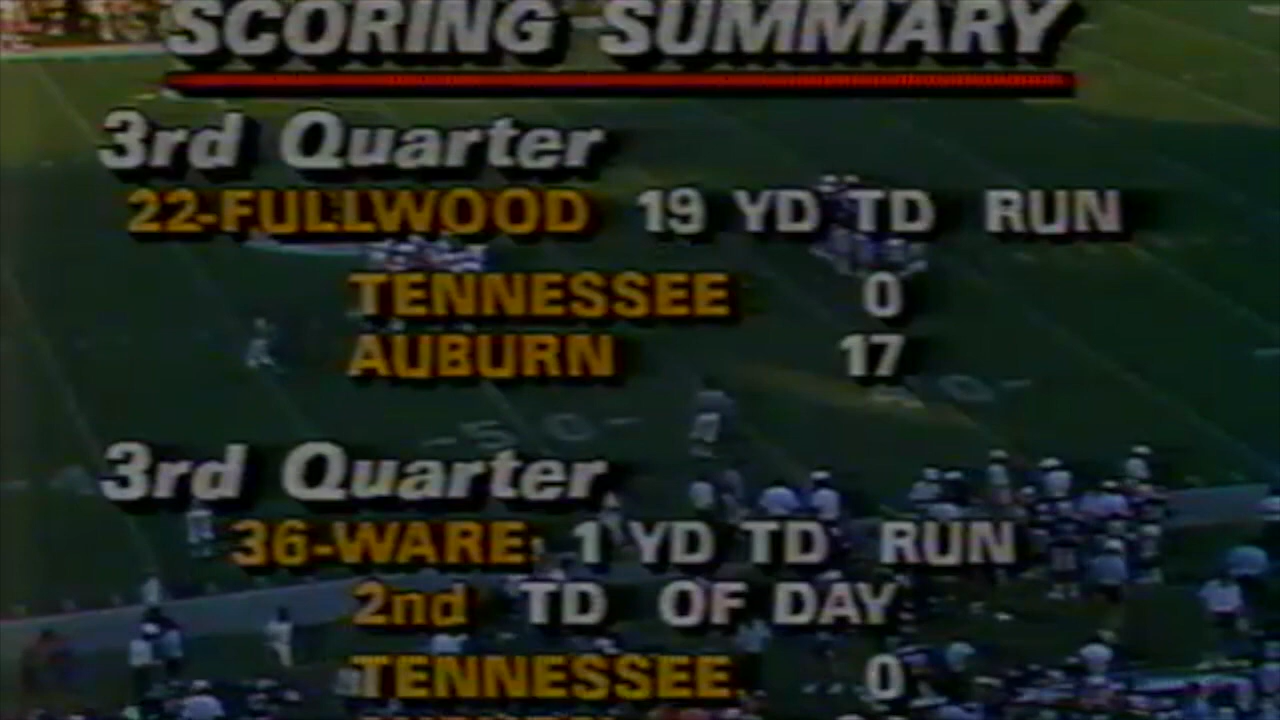 SCORING SUMMARY
3rd Quarter
22-FULLWOOD 19 YD TD RUN
TENNESSEE 0
AUBURN 17
3rd Quarter
36-WARE 1 YD TD RUN
2nd TD OF DAY
TENNESSEE 0